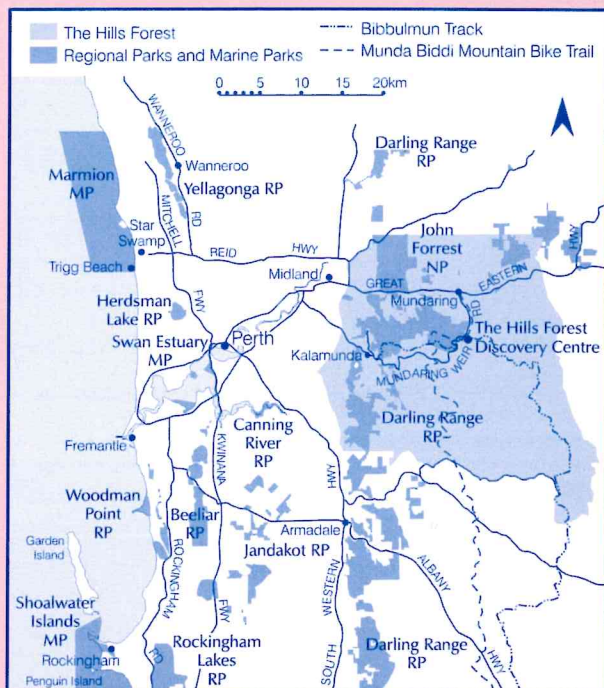 The Hills Forest
Regional Parks and Marine Parks
Bibbulmun Track
Munda Biddi Mountain Bike Trail
0 5 10 15 20km
WANNEROO
RD
Wanneroo
Yellagonga RP
Darling Range
RP
Marmion
MP
MITCHELL
FWY
Star
Swamp
REID HWY
John
Forrest
NP
HWY
Trigg Beach
Midland
GREAT EASTERN
Mundaring
Herdsman
Lake RP
Swan Estuary
MP
Perth
Kalamunda
MUNDARING WEIR RD
The Hills Forest
Discovery Centre
Darling Range
RP
Canning
River
RP
Fremantle
KWINANA
FWY
HWY
Woodman
Point
RP
Beeliar
RP
Armadale
Jandakot RP
Garden
Island
ROCKINGHAM
RD
SOUTH WESTERN
ALBANY
HWY
Shoalwater
Islands
MP
Rockingham
Penguin Island
Rockingham
Lakes
RP
Darling Range
RP